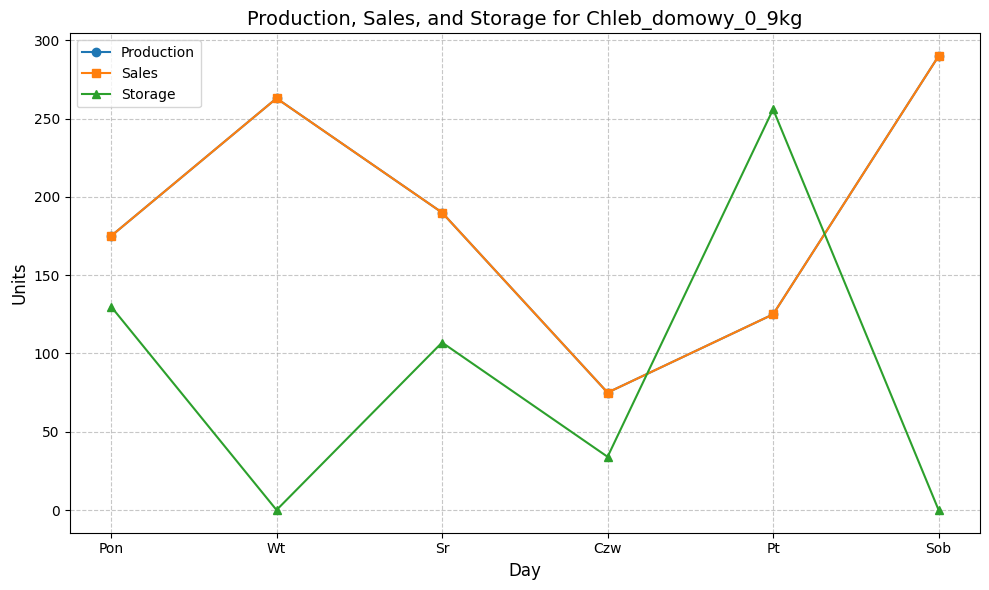 Production, Sales, and Storage for Chleb_domowy_0_9kg
Production
Sales
Storage
Units
300
250
200
150
100
50
0
Pon Wt Sr Czw Pt Sob
Day